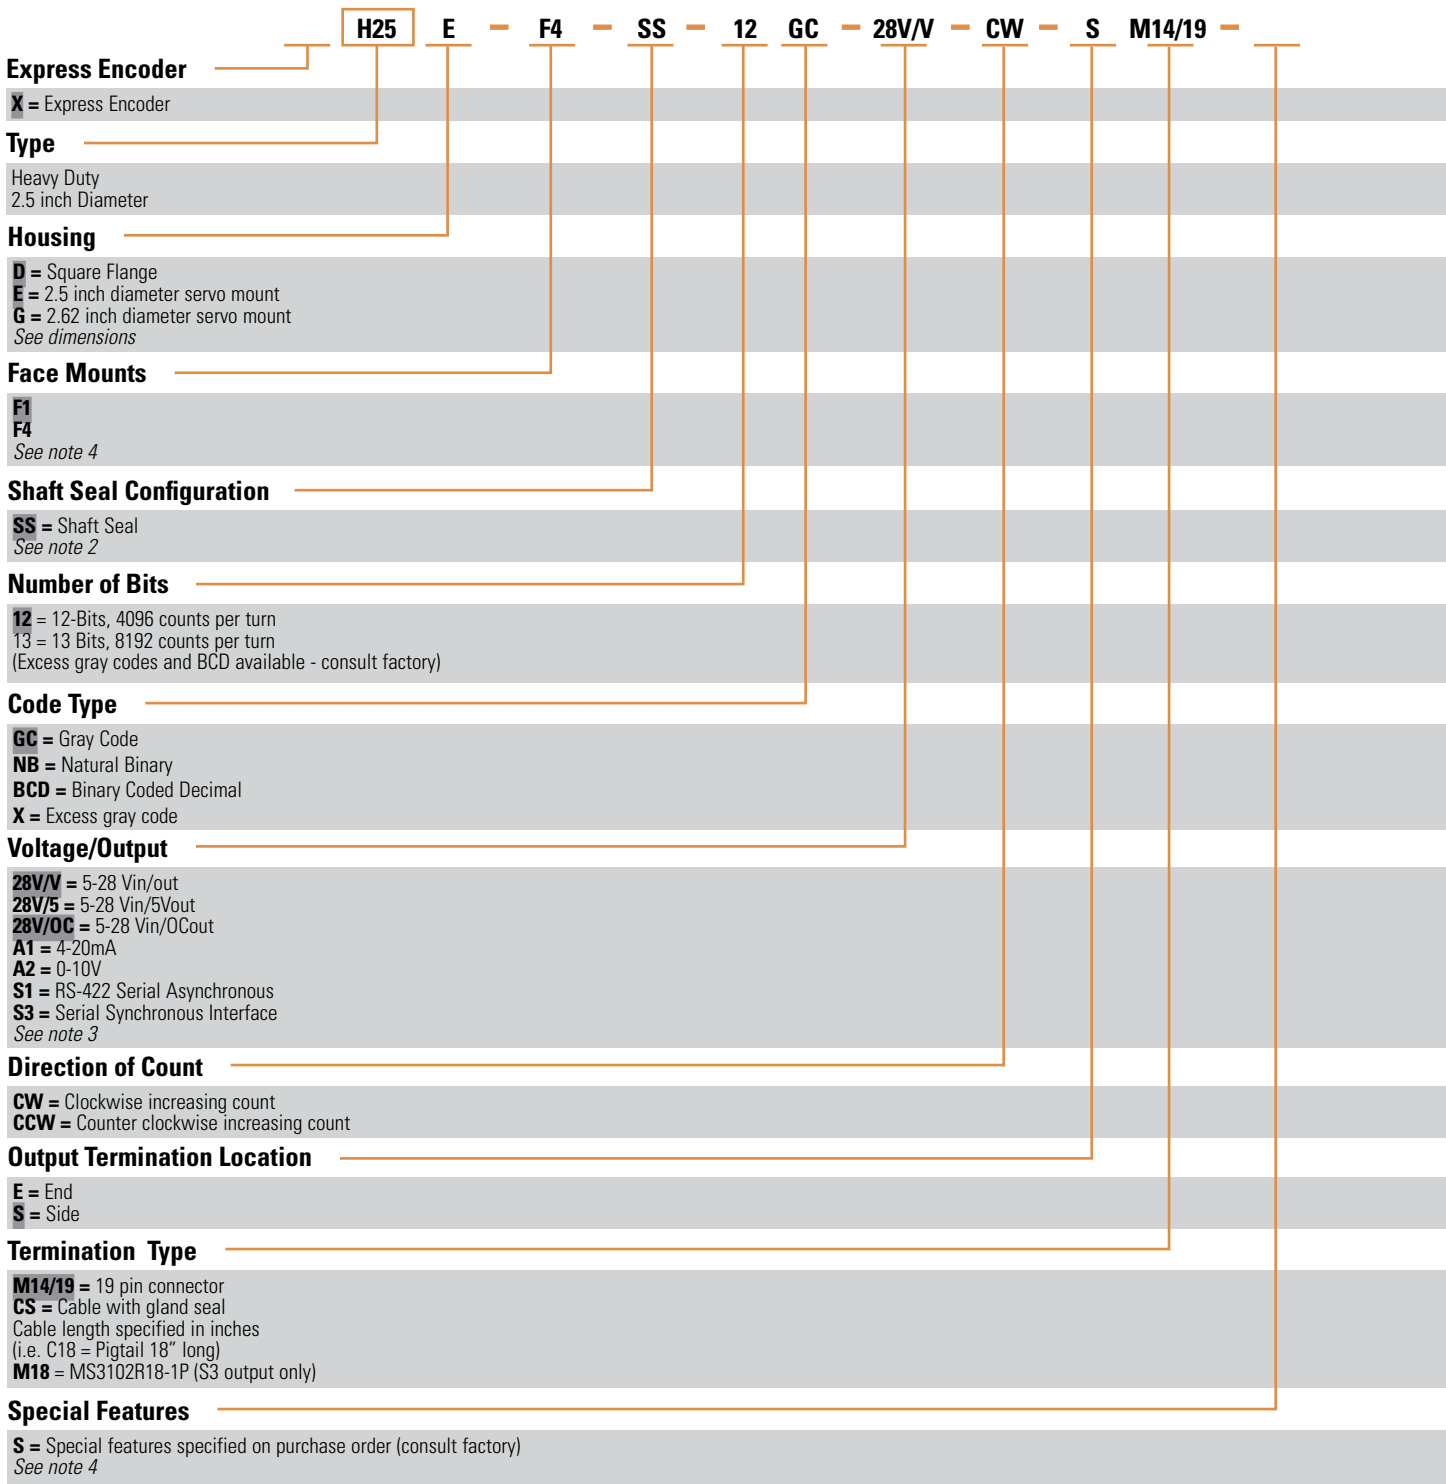 H25 E – F4 – SS – 12 GC – 28V/V – CW – S M14/19 –
Express Encoder
X = Express Encoder
Type
Heavy Duty
2.5 inch Diameter
Housing
D = Square Flange
E = 2.5 inch diameter servo mount
G = 2.62 inch diameter servo mount
See dimensions
Face Mounts
F1
F4
See note 4
Shaft Seal Configuration
SS = Shaft Seal
See note 2
Number of Bits
12 = 12-Bits, 4096 counts per turn
13 = 13 Bits, 8192 counts per turn
(Excess gray codes and BCD available - consult factory)
Code Type
GC = Gray Code
NB = Natural Binary
BCD = Binary Coded Decimal
X = Excess gray code
Voltage/Output
28V/V = 5-28 Vin/out
28V/5 = 5-28 Vin/5Vout
28V/OC = 5-28 Vin/OCout
A1 = 4-20mA
A2 = 0-10V
S1 = RS-422 Serial Asynchronous
S3 = Serial Synchronous Interface
See note 3
Direction of Count
CW = Clockwise increasing count
CCW = Counter clockwise increasing count
Output Termination Location
E = End
S = Side
Termination Type
M14/19 = 19 pin connector
CS = Cable with gland seal
Cable length specified in inches
(i.e. C18 = Pigtail 18” long)
M18 = MS3102R18-1P (S3 output only)
Special Features
S = Special features specified on purchase order (consult factory)
See note 4